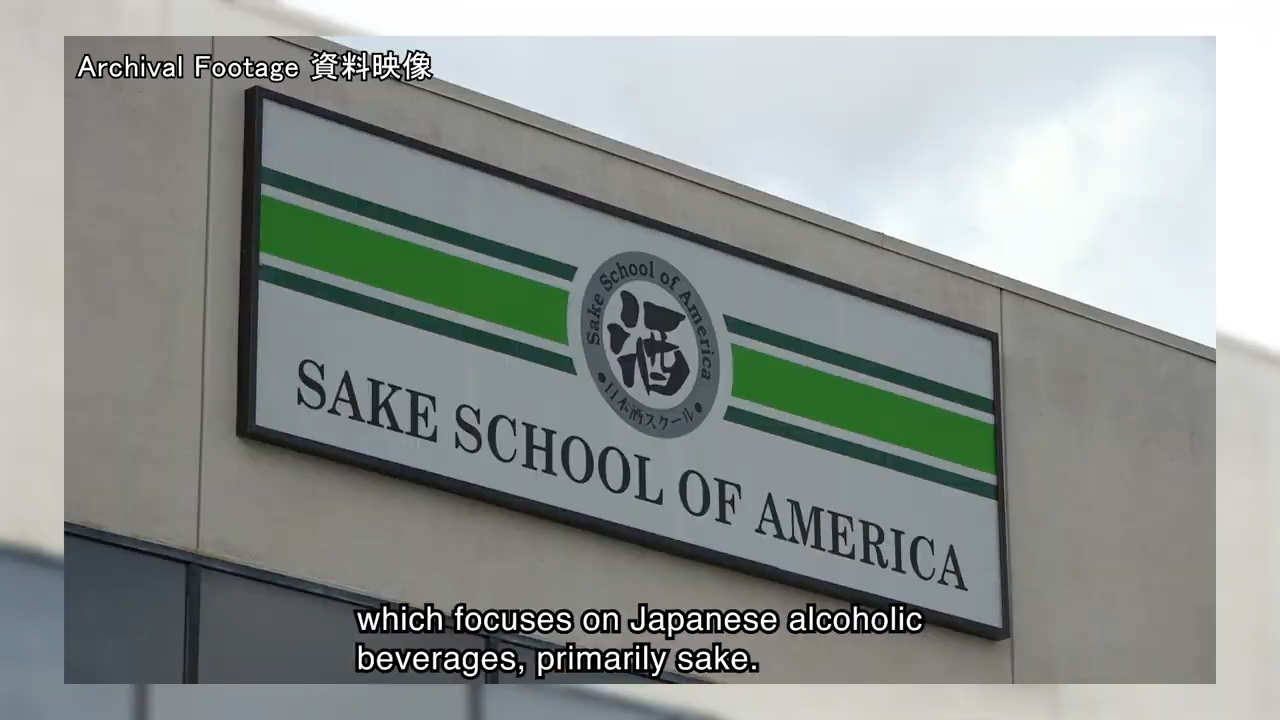 Archival Footage 資料映像
Sake School of America
酒
•日本酒スクール•
SAKE SCHOOL OF AMERICA
which focuses on Japanese alcoholic
beverages, primarily sake.